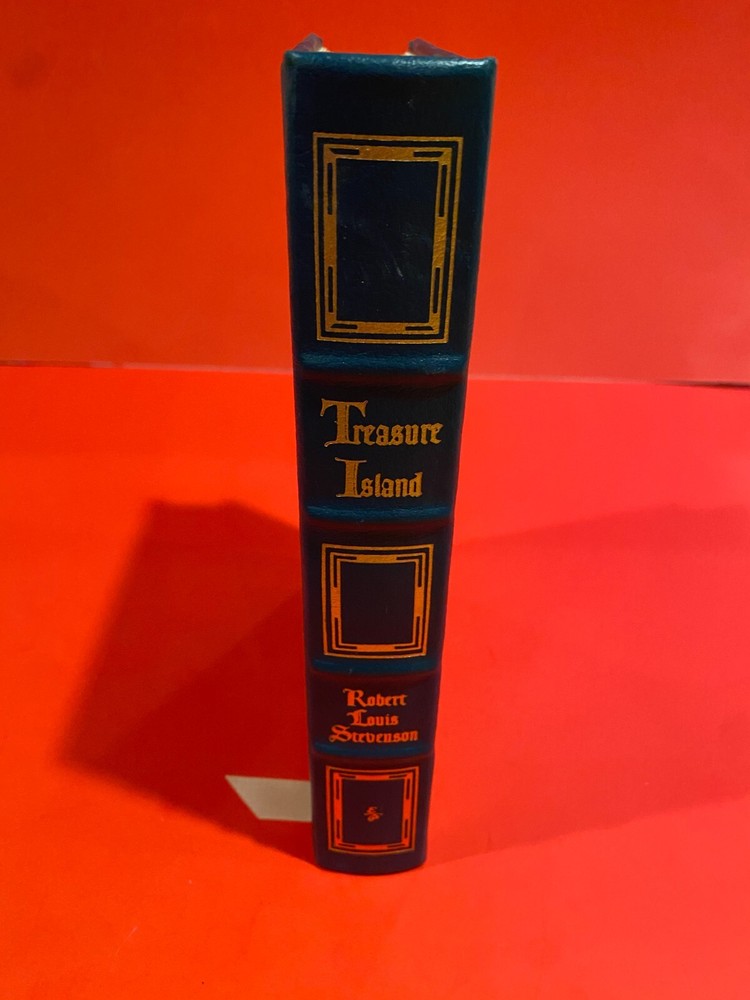 Treasure
Island
Robert
Louis
Stevenson